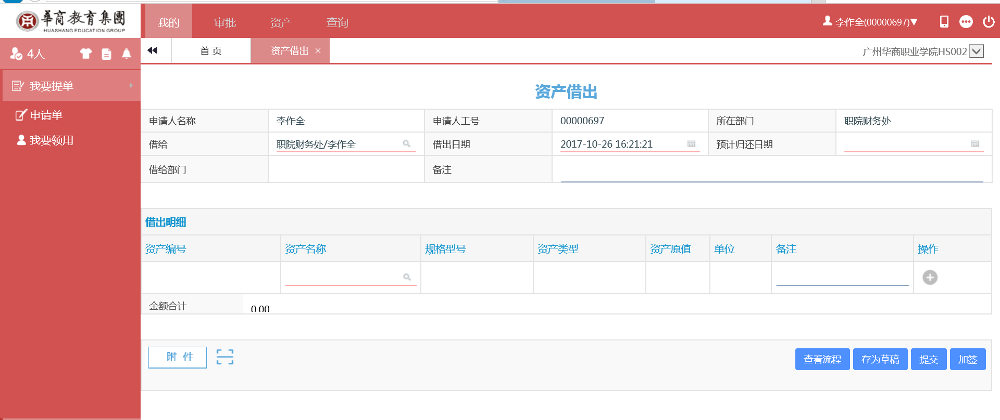 華商教育集團
HUASHANG EDUCATION GROUP
我的 审批 资产 查询
李作全(00000697)▼
4人
首 页 资产借出 ×
广州华商职业学院HS002
我要提单
申请单
我要领用
资产借出
申请人名称 李作全 申请人工号 00000697 所在部门 职院财务处
借给 职院财务处/李作全 借出日期 2017-10-26 16:21:21 预计归还日期
借给部门 备注
借出明细
资产编号 资产名称 规格型号 资产类型 资产原值 单位 备注 操作
金额合计 0.00
附 件
查看流程 存为草稿 提交 加签